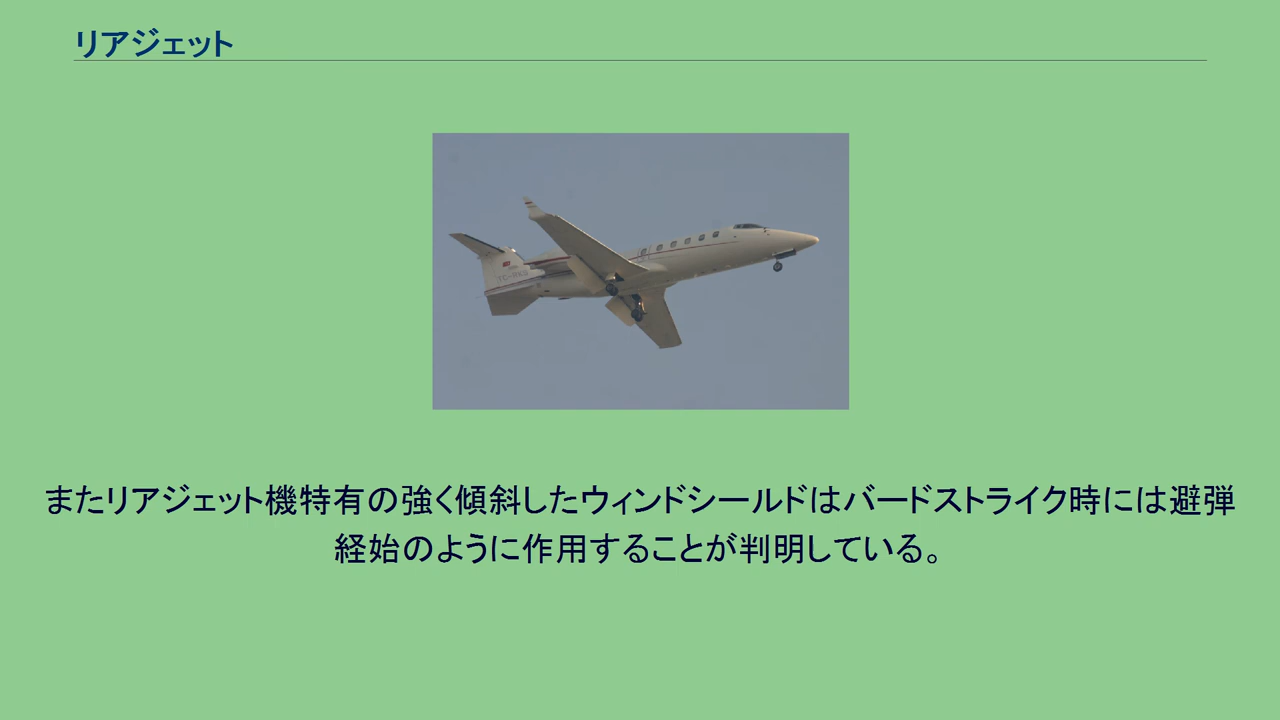 リアジェット
またリアジェット機特有の強く傾斜したウィンドシールドはバードストライク時には避弾
経始のように作用することが判明している。